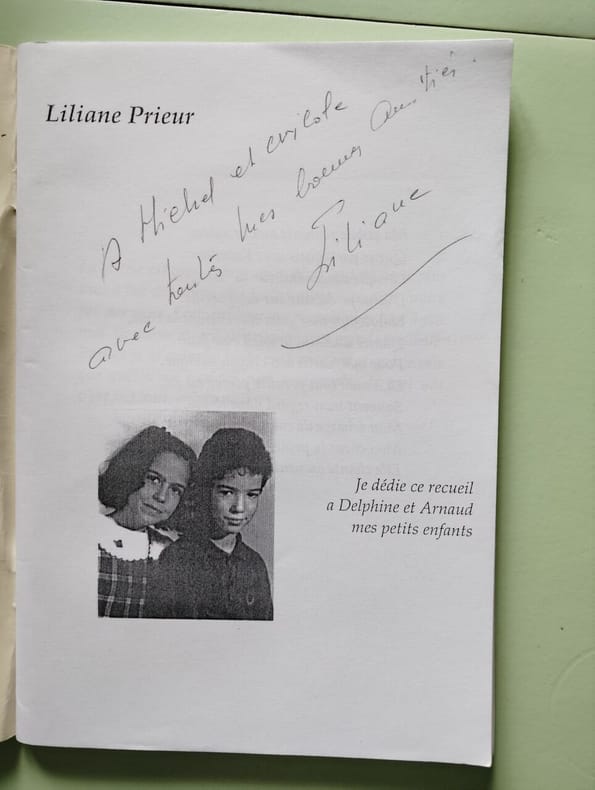 Liliane Prieur
A Michel et
avec toutes mes bonnes amitiés
Liliane
Je dédie ce recueil
a Delphine et Arnaud
mes petits enfants